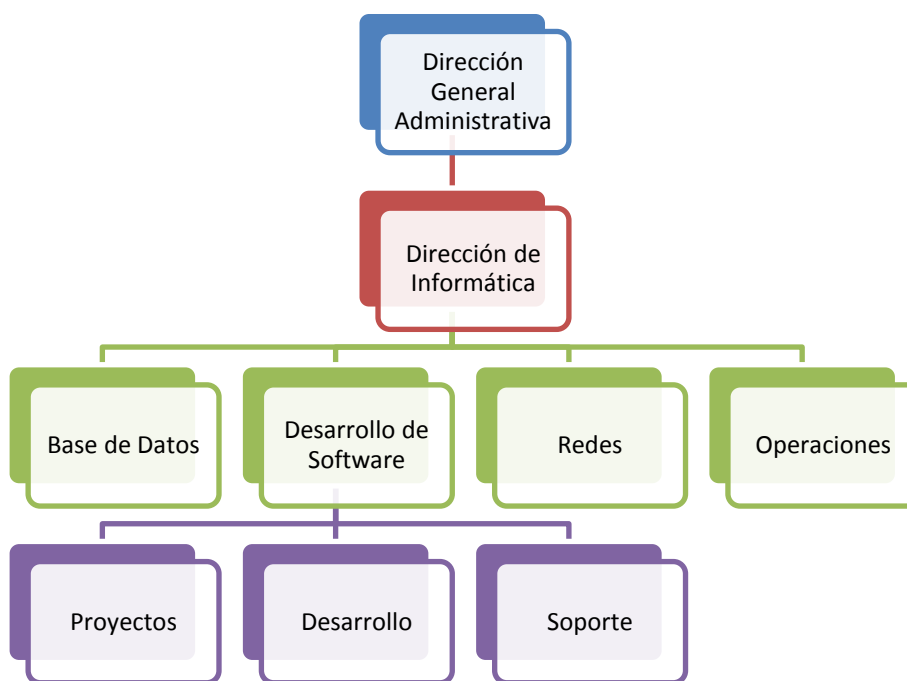 Dirección
General
Administrativa
Dirección de
Informática
Base de Datos
Desarrollo de
Software
Redes
Operaciones
Proyectos
Desarrollo
Soporte